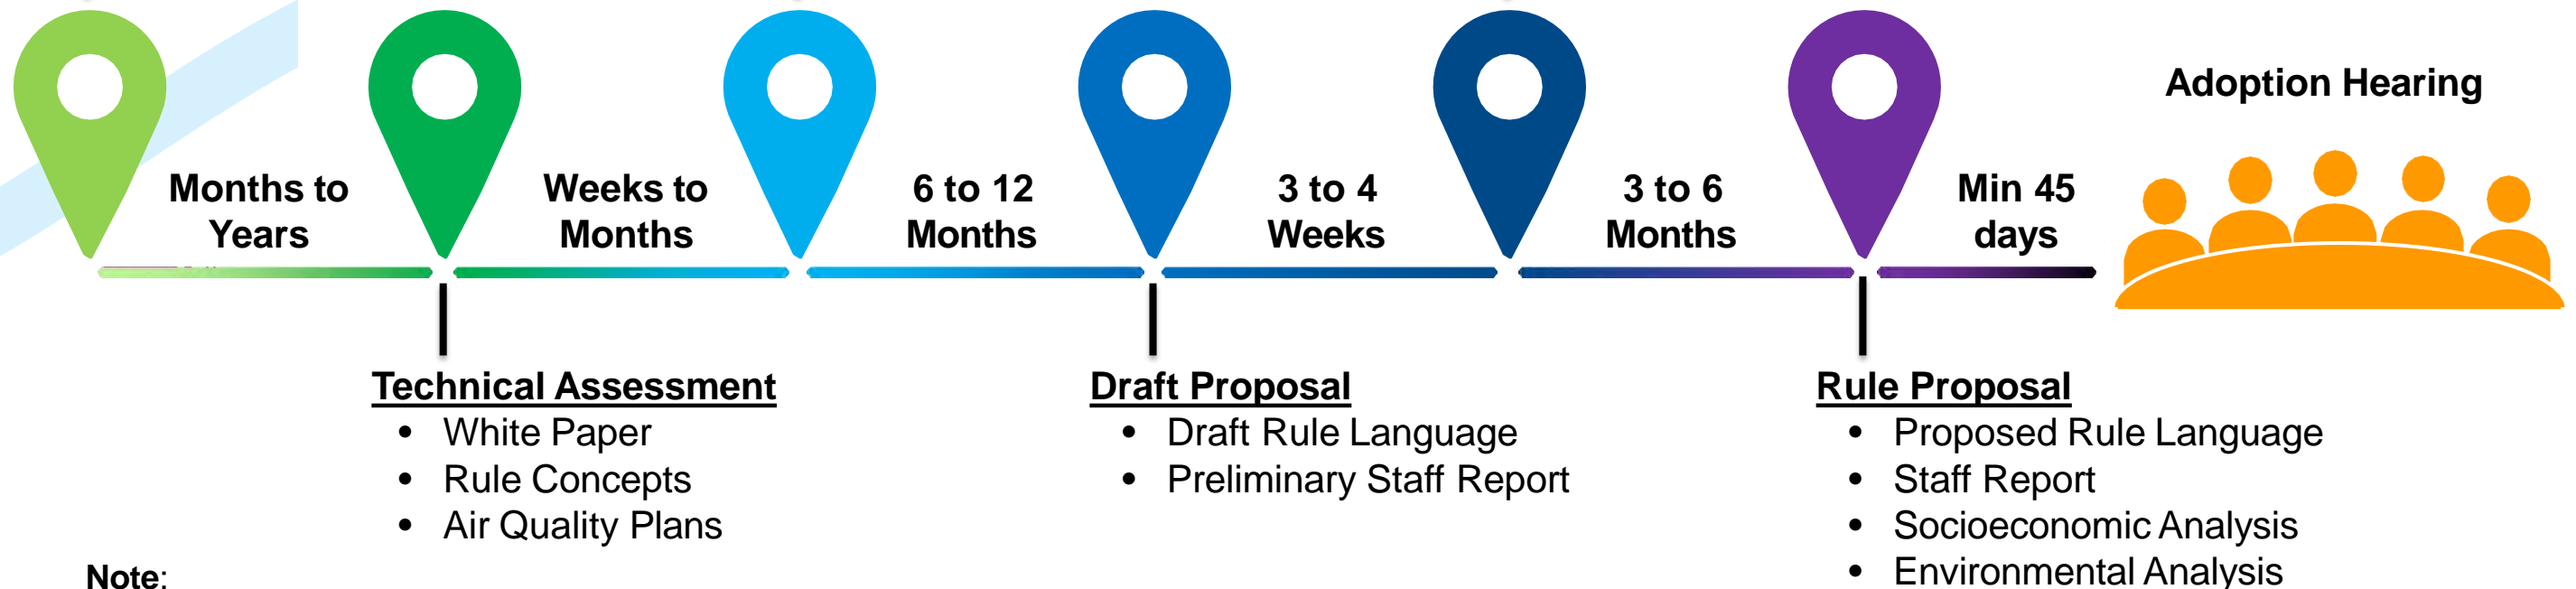 Adoption Hearing
Months to
Years
Weeks to
Months
6 to 12
Months
3 to 4
Weeks
3 to 6
Months
Min 45
days
Technical Assessment
• White Paper
• Rule Concepts
• Air Quality Plans
Draft Proposal
• Draft Rule Language
• Preliminary Staff Report
Rule Proposal
• Proposed Rule Language
• Staff Report
• Socioeconomic Analysis
• Environmental Analysis
Note: